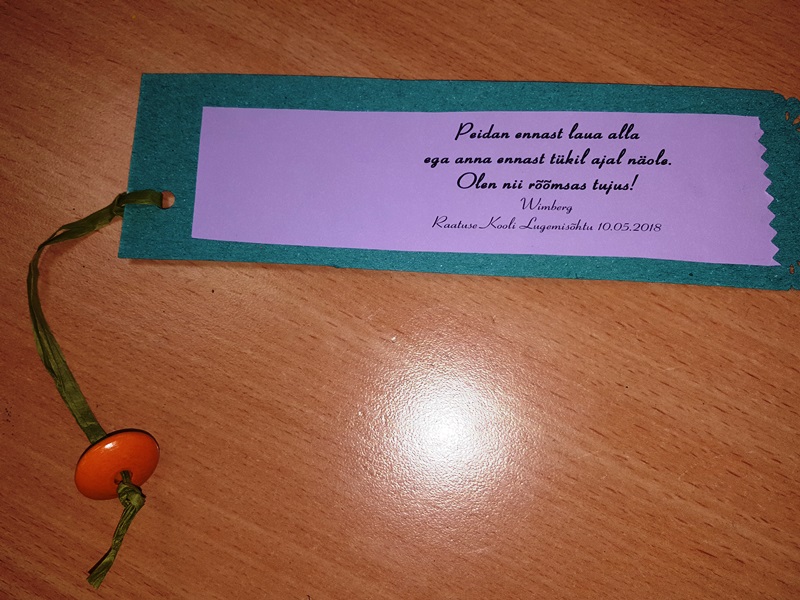 Peidan ennast laua alla
ega anna ennast tükil ajal näole.
Olen nii rõõmsas tujus!
Wimberg
Raatuse Kooli Lugemisõhtu 10.05.2018